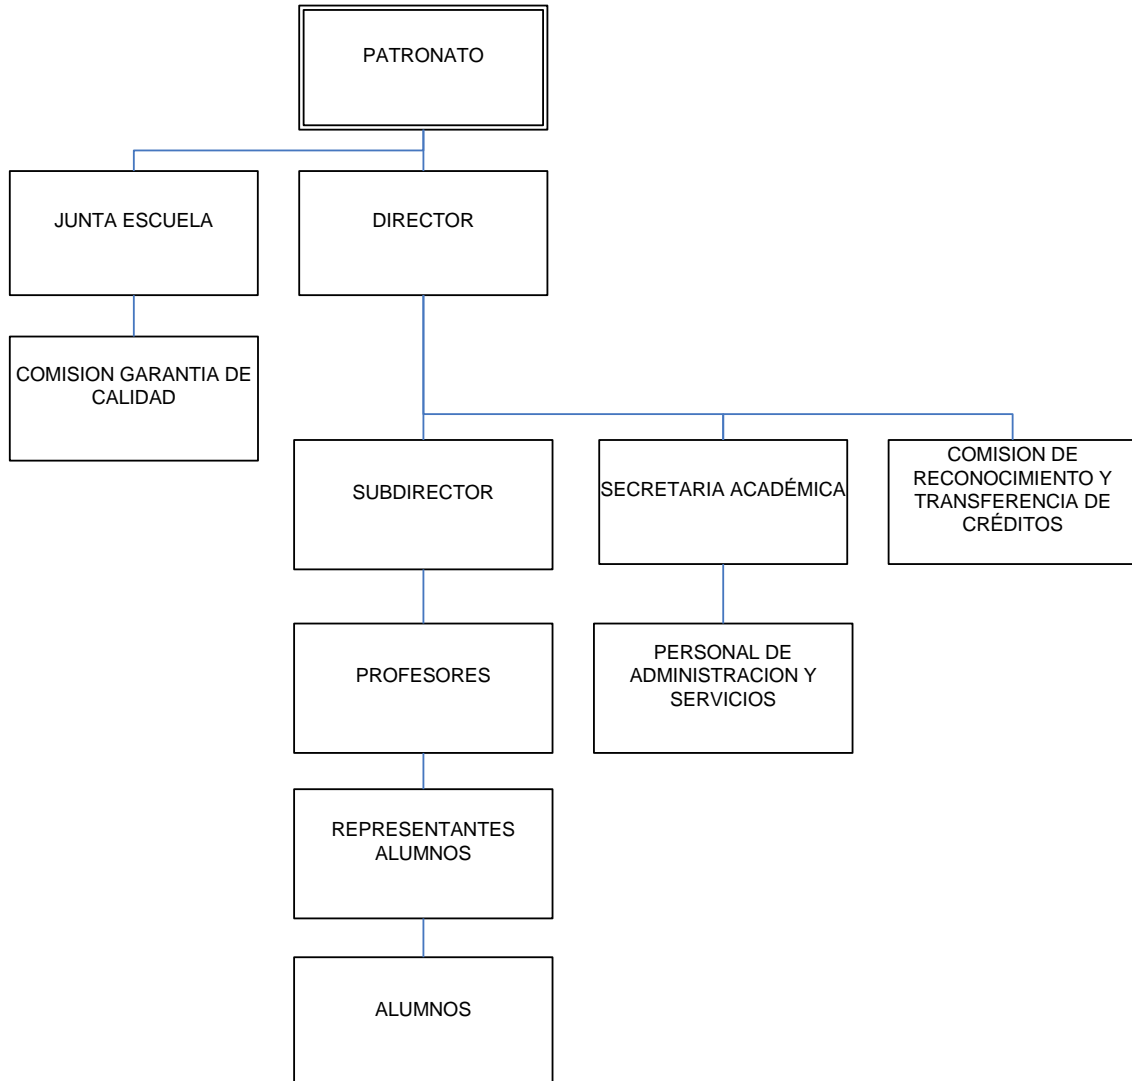 PATRONATO
JUNTA ESCUELA
DIRECTOR
COMISION GARANTIA DE
CALIDAD
SUBDIRECTOR
SECRETARIA ACADÉMICA
COMISION DE
RECONOCIMIENTO Y
TRANSFERENCIA DE
CRÉDITOS
PROFESORES
PERSONAL DE
ADMINISTRACION Y
SERVICIOS
REPRESENTANTES
ALUMNOS
ALUMNOS